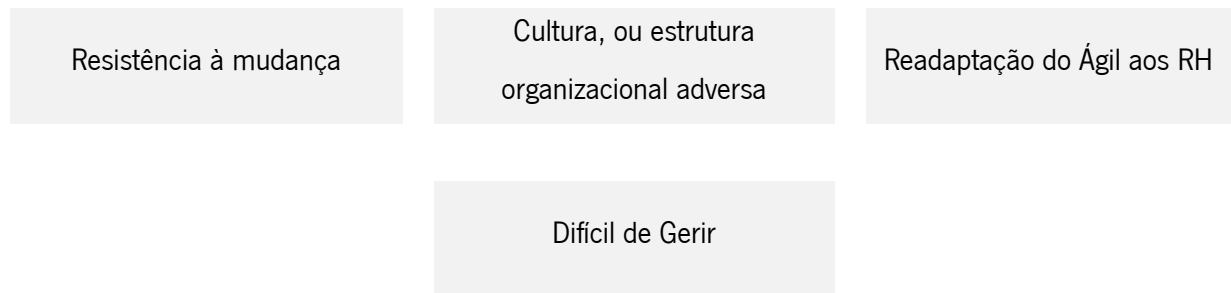 Resistência à mudança
Cultura, ou estrutura
organizacional adversa
Readaptação do Ágil aos RH
Difícil de Gerir